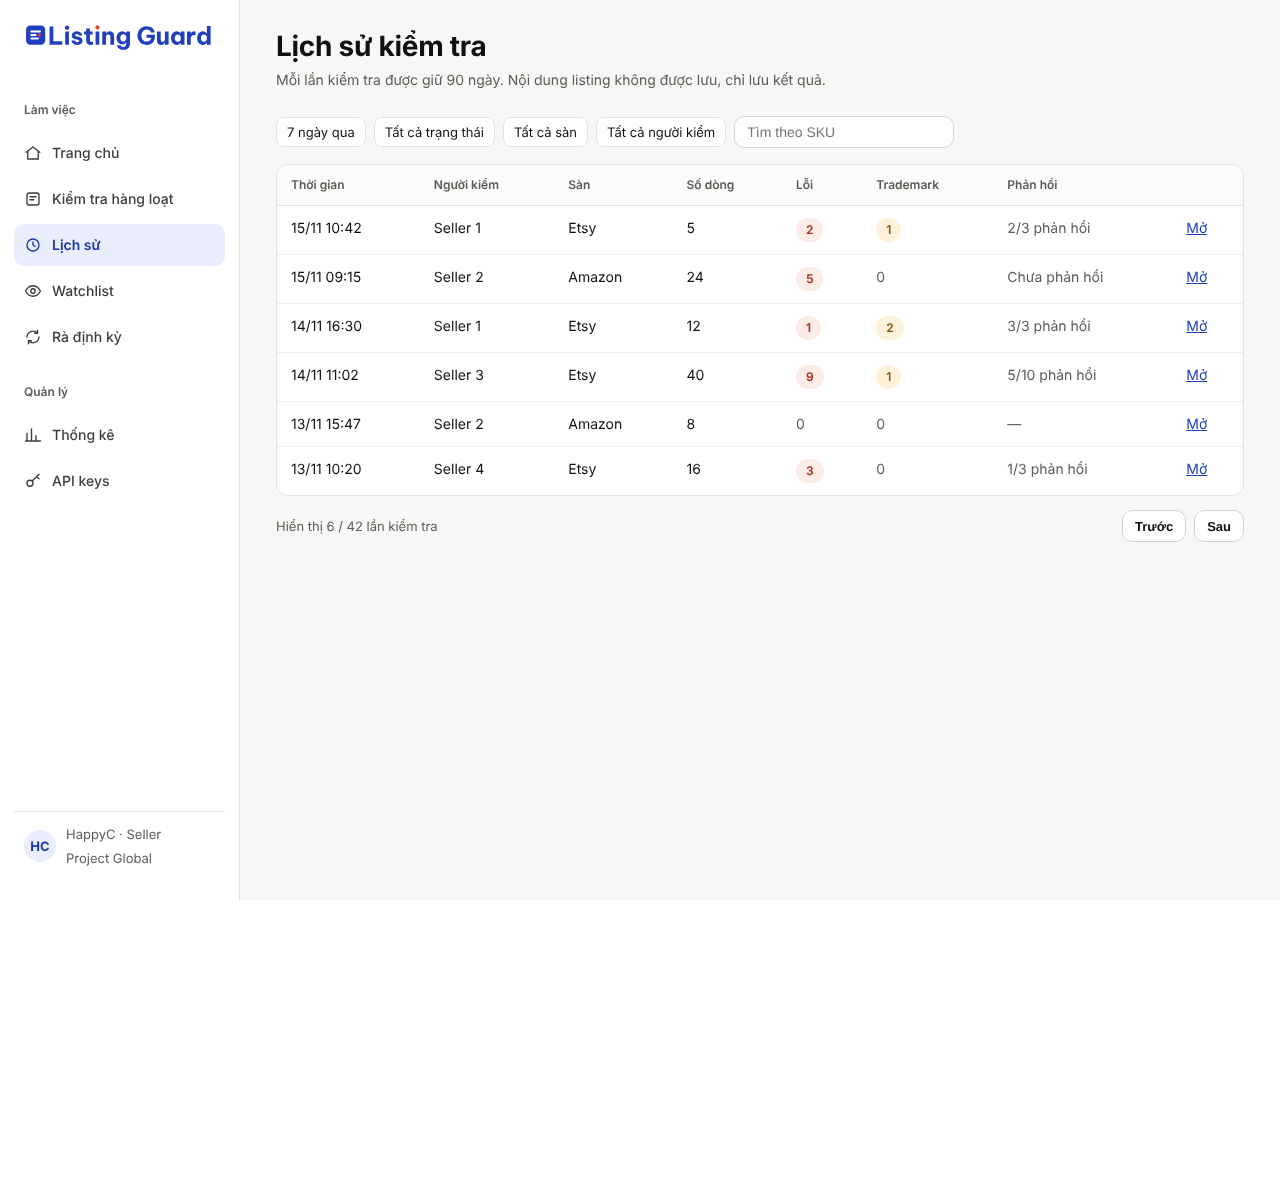 Listing Guard
Làm việc
Trang chủ
Kiểm tra hàng loạt
Lịch sử
Watchlist
Rà định kỳ
Quản lý
Thống kê
API keys
HC
HappyC · Seller
Project Global
Lịch sử kiểm tra
Mỗi lần kiểm tra được giữ 90 ngày. Nội dung listing không được lưu, chỉ lưu kết quả.
7 ngày qua Tất cả trạng thái Tất cả sàn Tất cả người kiểm Tìm theo SKU
Thời gian Người kiểm Sàn Số dòng Lỗi Trademark Phản hồi
15/11 10:42 Seller 1 Etsy 5 2 1 2/3 phản hồi Mở
15/11 09:15 Seller 2 Amazon 24 5 0 Chưa phản hồi Mở
14/11 16:30 Seller 1 Etsy 12 1 2 3/3 phản hồi Mở
14/11 11:02 Seller 3 Etsy 40 9 1 5/10 phản hồi Mở
13/11 15:47 Seller 2 Amazon 8 0 0 — Mở
13/11 10:20 Seller 4 Etsy 16 3 0 1/3 phản hồi Mở
Hiển thị 6 / 42 lần kiểm tra Trước Sau